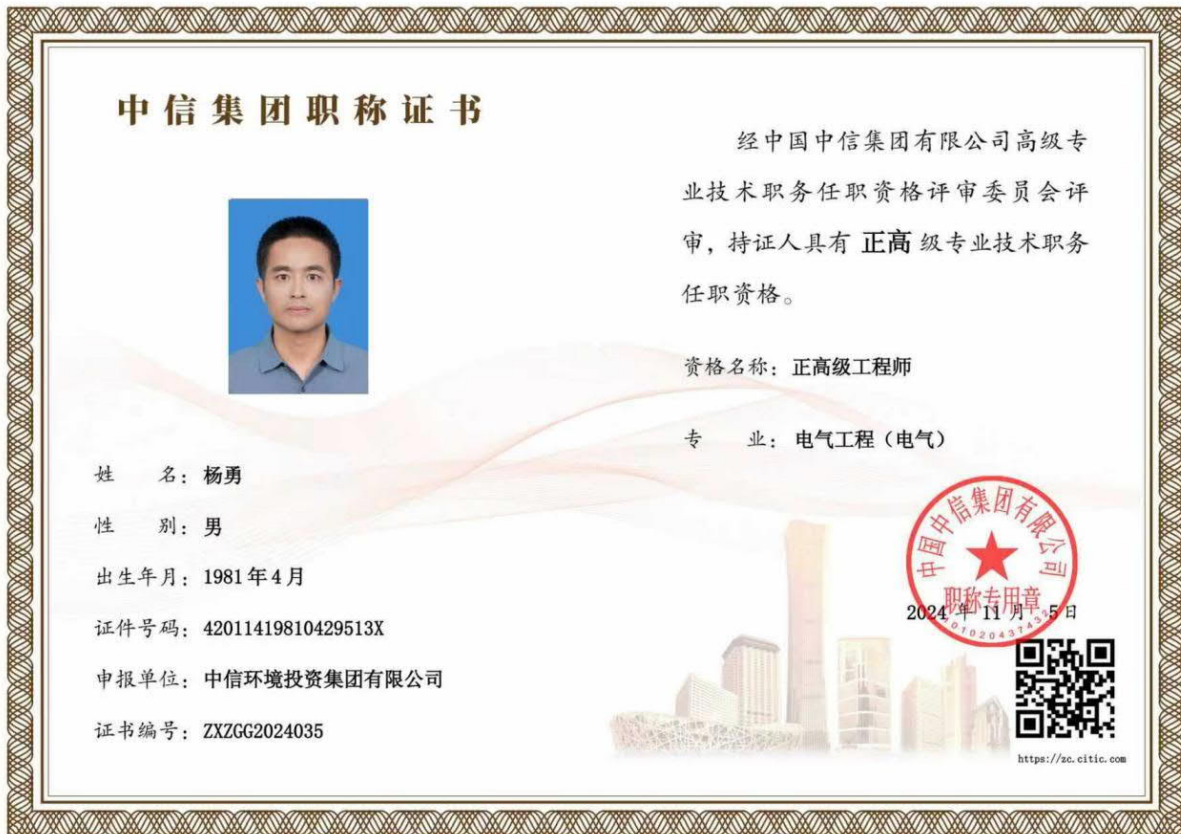 中信集团职称证书
姓 名：杨勇
性 别：男
出生年月：1981年4月
证件号码：42011419810429513X
申报单位：中信环境投资集团有限公司
证书编号：ZXZGG2024035
经中国中信集团有限公司高级专
业技术职务任职资格评审委员会评
审，持证人具有 正高 级专业技术职务
任职资格。
资格名称：正高级工程师
专 业：电气工程（电气）
中国中信集团有限公司
职称专用章
2024 年 11 月 5 日
https://zc.citic.com